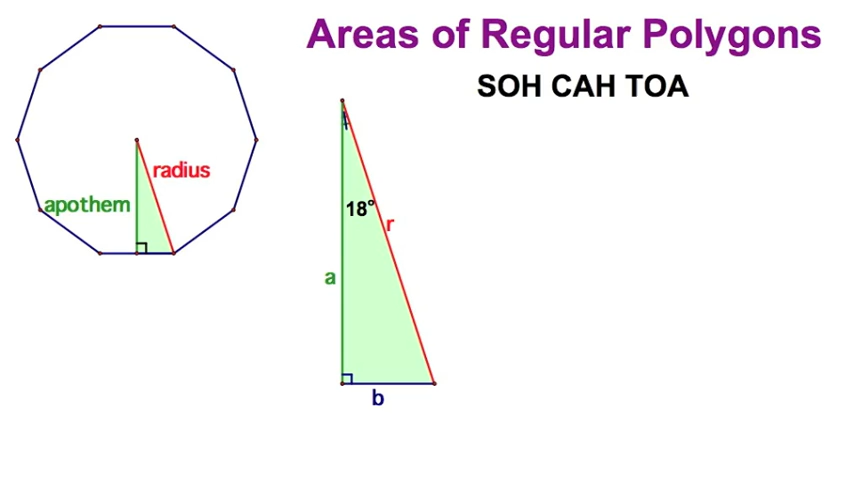 Areas of Regular Polygons
SOH CAH TOA
radius
apothem
18°
r
a
b